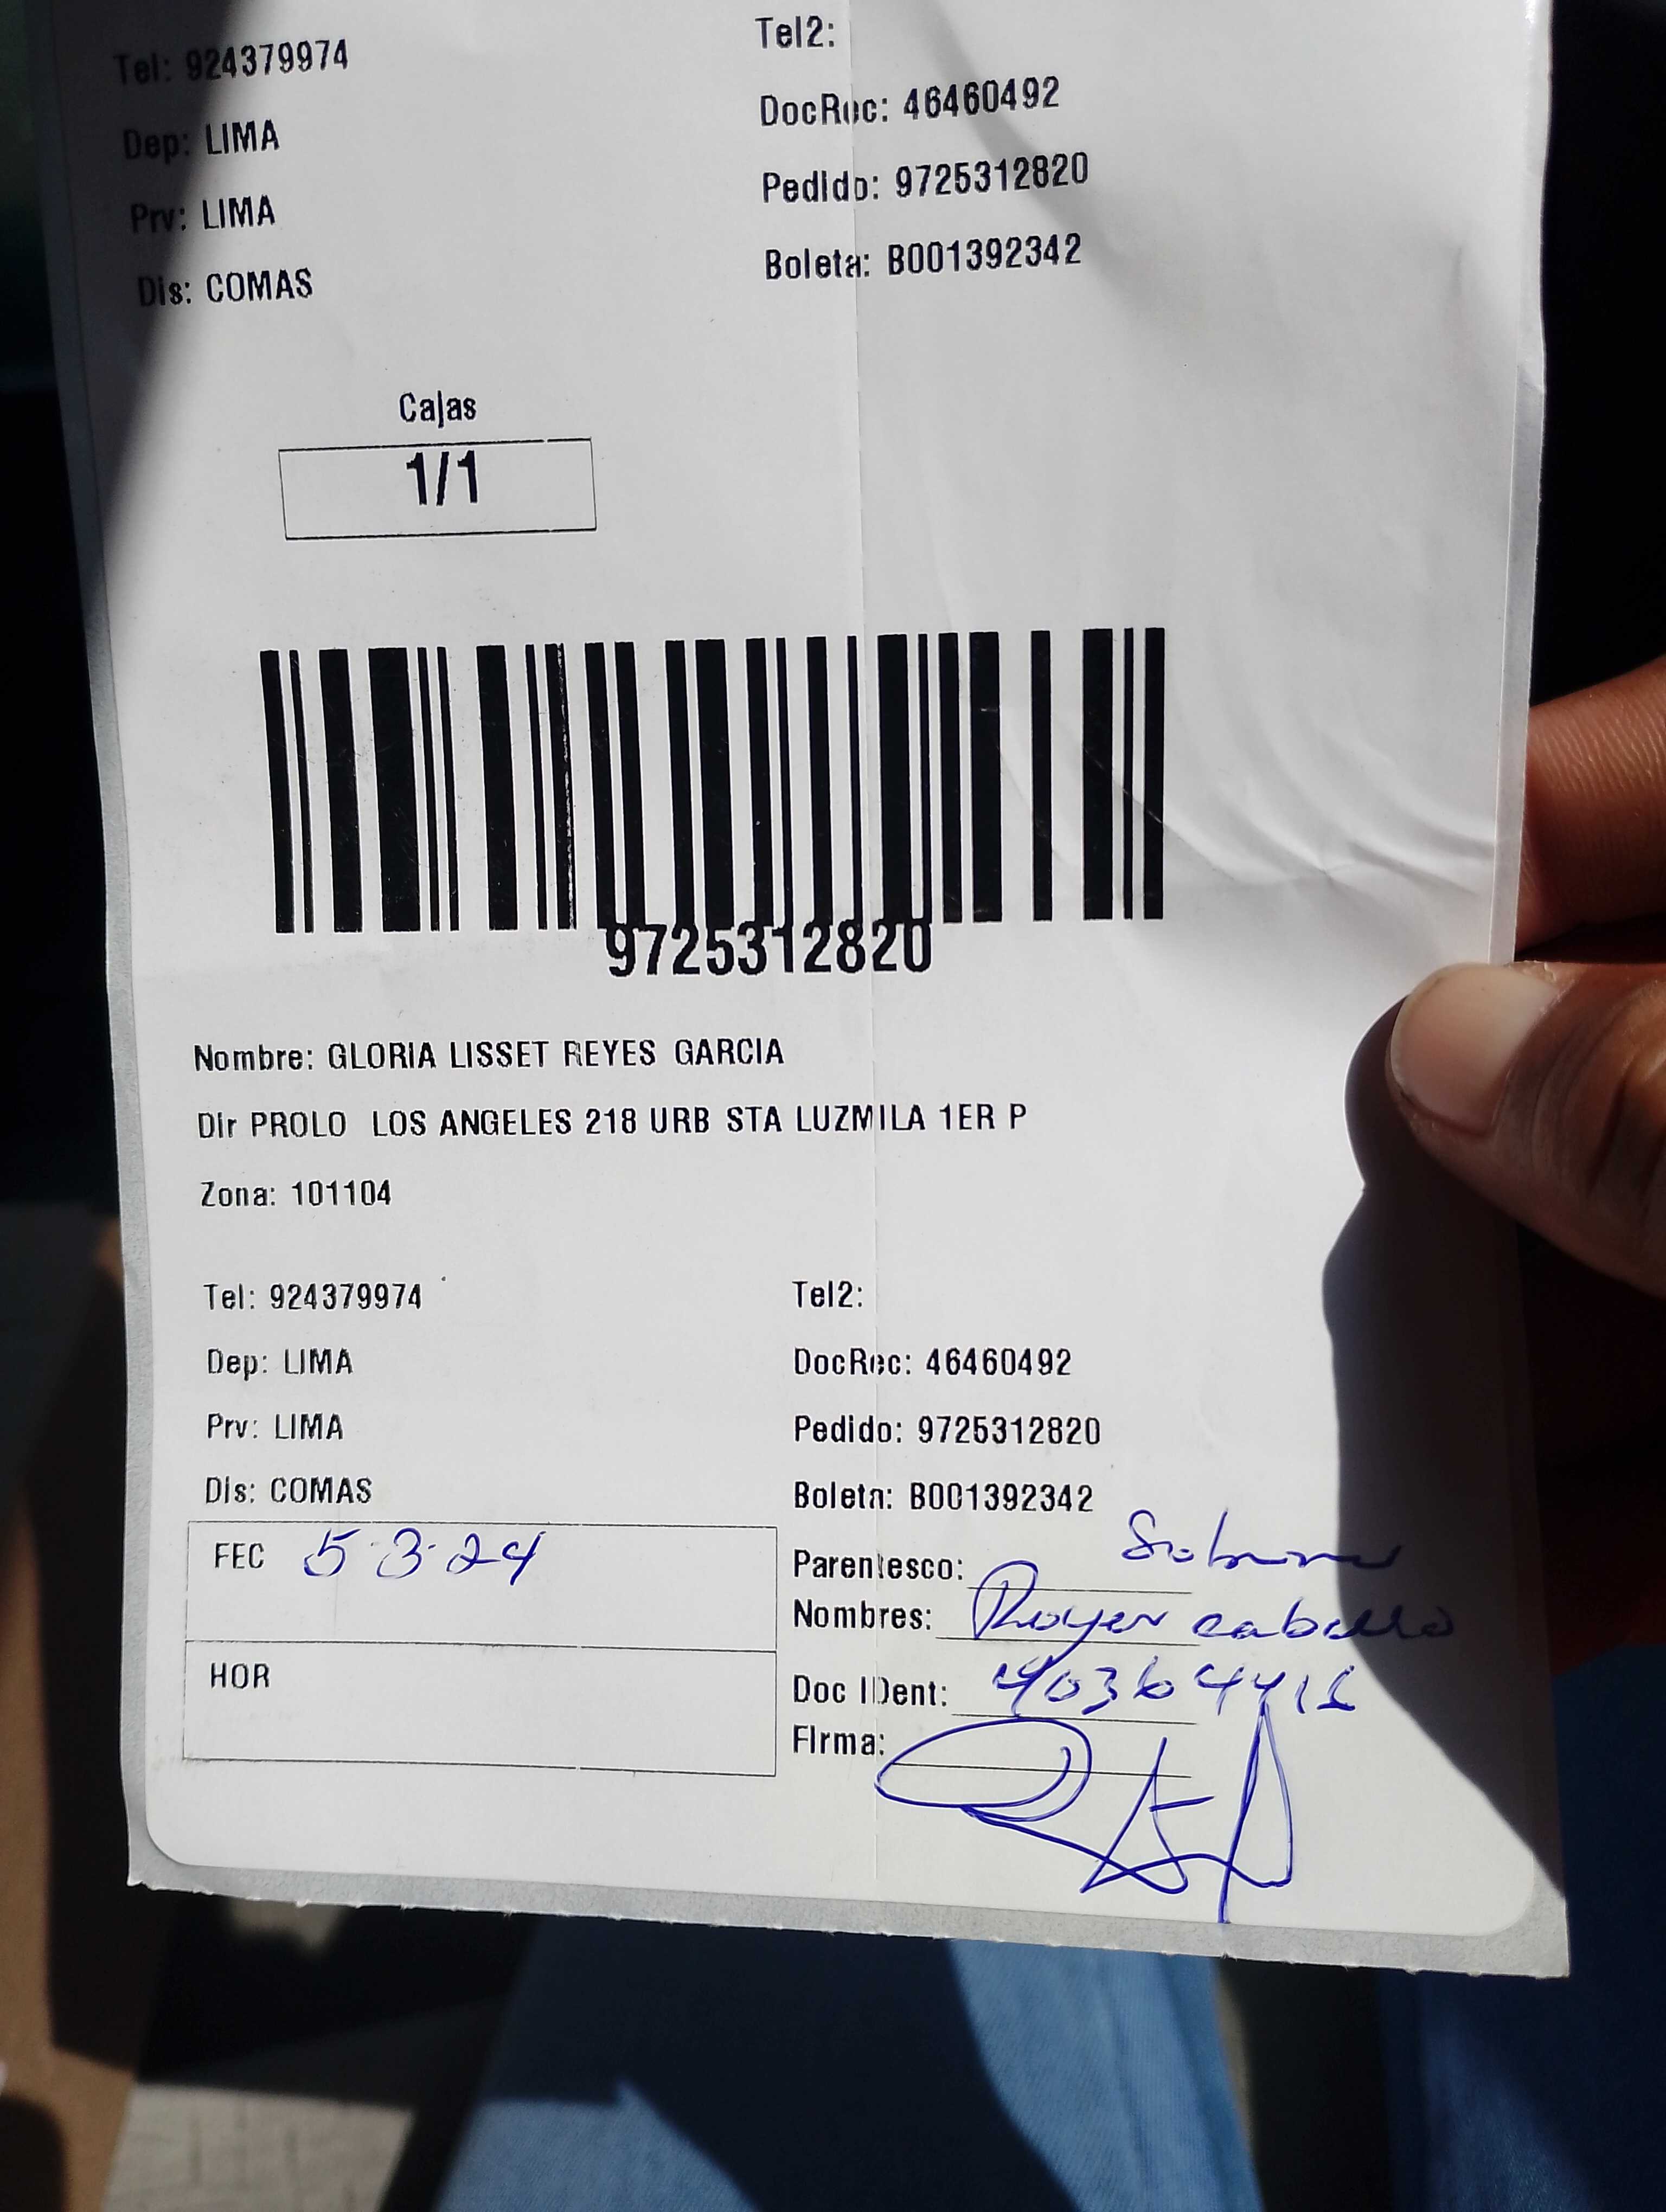 Tel: 924379974
Tel2:
Dep: LIMA
DocRec: 46460492
Prv: LIMA
Pedido: 9725312820
Dis: COMAS
Boleta: B001392342
Cajas
1/1
9725312820
Nombre: GLORIA LISSET REYES GARCIA
Dir PROLO LOS ANGELES 218 URB STA LUZMILA 1ER P
Zona: 101104
Tel: 924379974
Tel2:
Dep: LIMA
DocRec: 46460492
Prv: LIMA
Pedido: 9725312820
Dis: COMAS
Boleta: B001392342
FEC 5·3·24
Parentesco:
Nombres: Royer caballo
HOR
Doc IDent:
Firma: